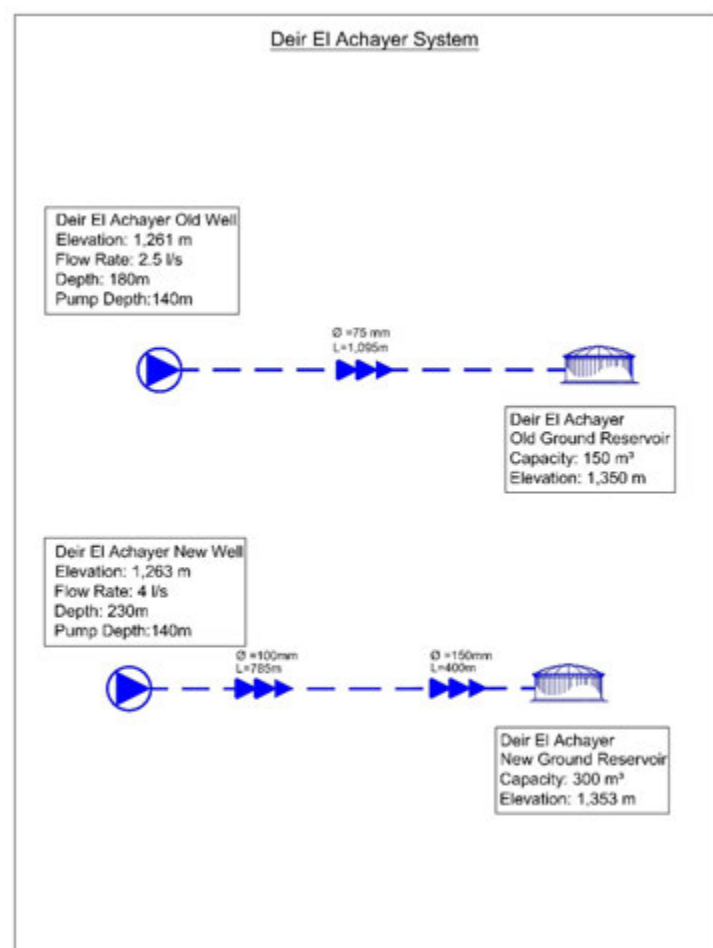 Deir El Achayer System
Deir El Achayer Old Well
Elevation: 1,261 m
Flow Rate: 2.5 l/s
Depth: 180m
Pump Depth:140m
Ø =75 mm
L=1,095m
Deir El Achayer
Old Ground Reservoir
Capacity: 150 m³
Elevation: 1,350 m
Deir El Achayer New Well
Elevation: 1,263 m
Flow Rate: 4 l/s
Depth: 230m
Pump Depth:140m
Ø =100mm
L=785m
Ø =150mm
L=400m
Deir El Achayer
New Ground Reservoir
Capacity: 300 m³
Elevation: 1,353 m